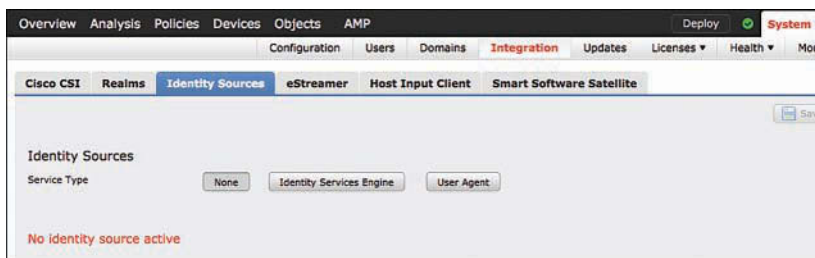 Overview Analysis Policies Devices Objects AMP Deploy System
Configuration Users Domains Integration Updates Licenses ▾ Health ▾ Mo
Cisco CSI Realms Identity Sources eStreamer Host Input Client Smart Software Satellite
Sav
Identity Sources
Service Type None Identity Services Engine User Agent
No identity source active